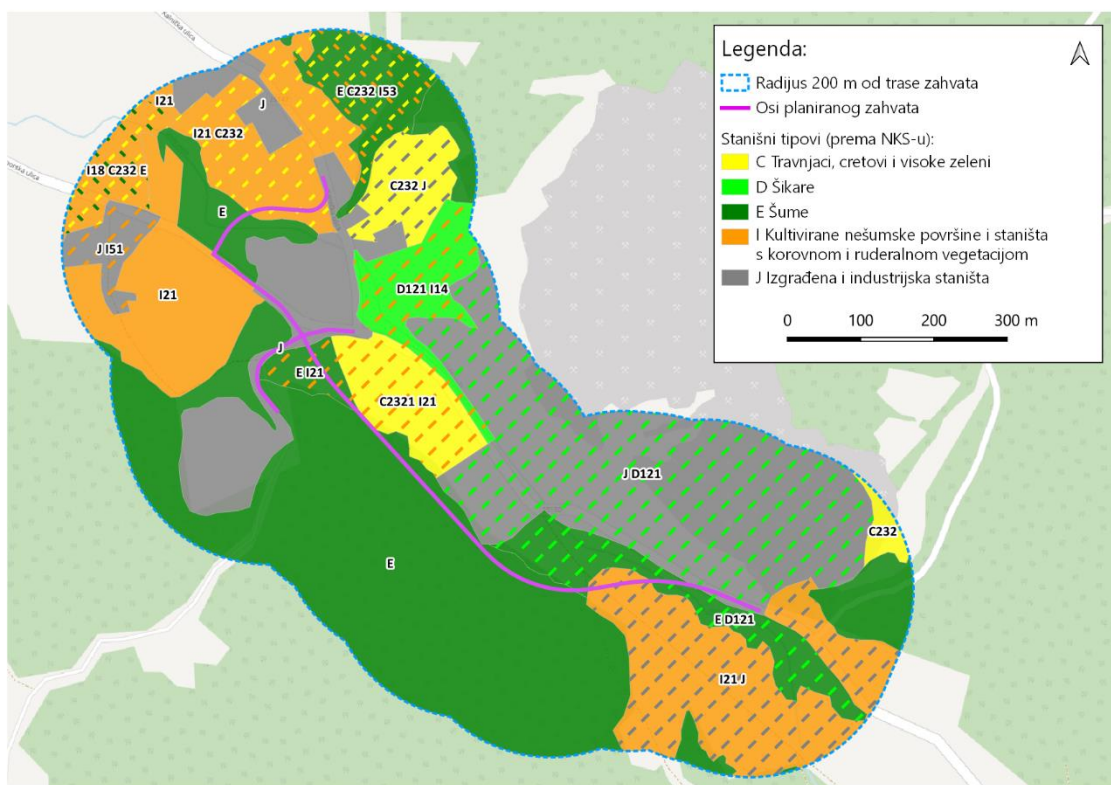 Kalnička ulica
Legenda:
Radijus 200 m od trase zahvata
Osi planiranog zahvata
Stanišni tipovi (prema NKS-u):
C Travnjaci, cretovi i visoke zeleni
D Šikare
E Šume
I Kultivirane nešumske površine i staništa
s korovnom i ruderalnom vegetacijom
J Izgrađena i industrijska staništa
0 100 200 300 m
E C232 I53
I21
J
I21 C232
I18 C232 E
C232 J
E
J I51
I21
D121 I14
J
E I21
C2321 I21
J D121
C232
E
E D121
I21 J